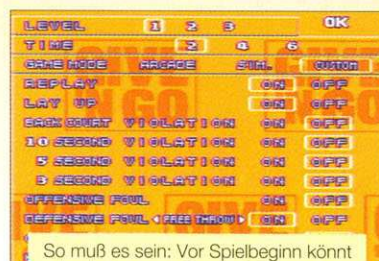 LEVEL 1 2 3 OK
TIME 2 4 6
GAME MODE ARCADE SIM. CUSTOM
REPLAY ON OFF
LAY UP ON OFF
BACK COURT VIOLATION ON OFF
10 SECOND VIOLATION ON OFF
5 SECOND VIOLATION ON OFF
3 SECOND VIOLATION ON OFF
OFFENSIVE FOUL ON OFF
DEFENSIVE FOUL ◀ FREE THROW ▶ ON OFF
So muß es sein: Vor Spielbeginn könnt